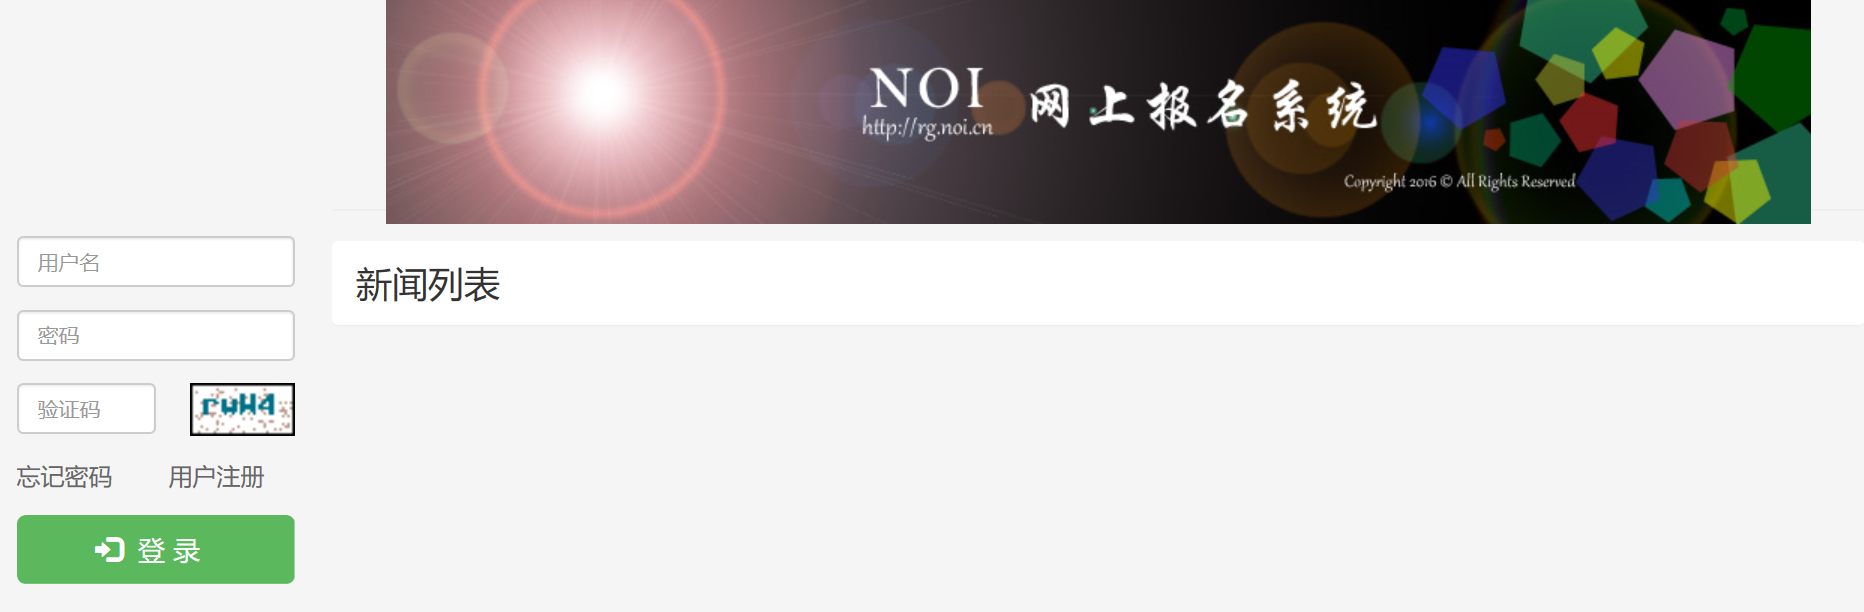 NOI
http://rg.noi.cn
网上报名系统
Copyright 2016 © All Rights Reserved
用户名
密码
验证码
ruW4
忘记密码
用户注册
登 录
新闻列表